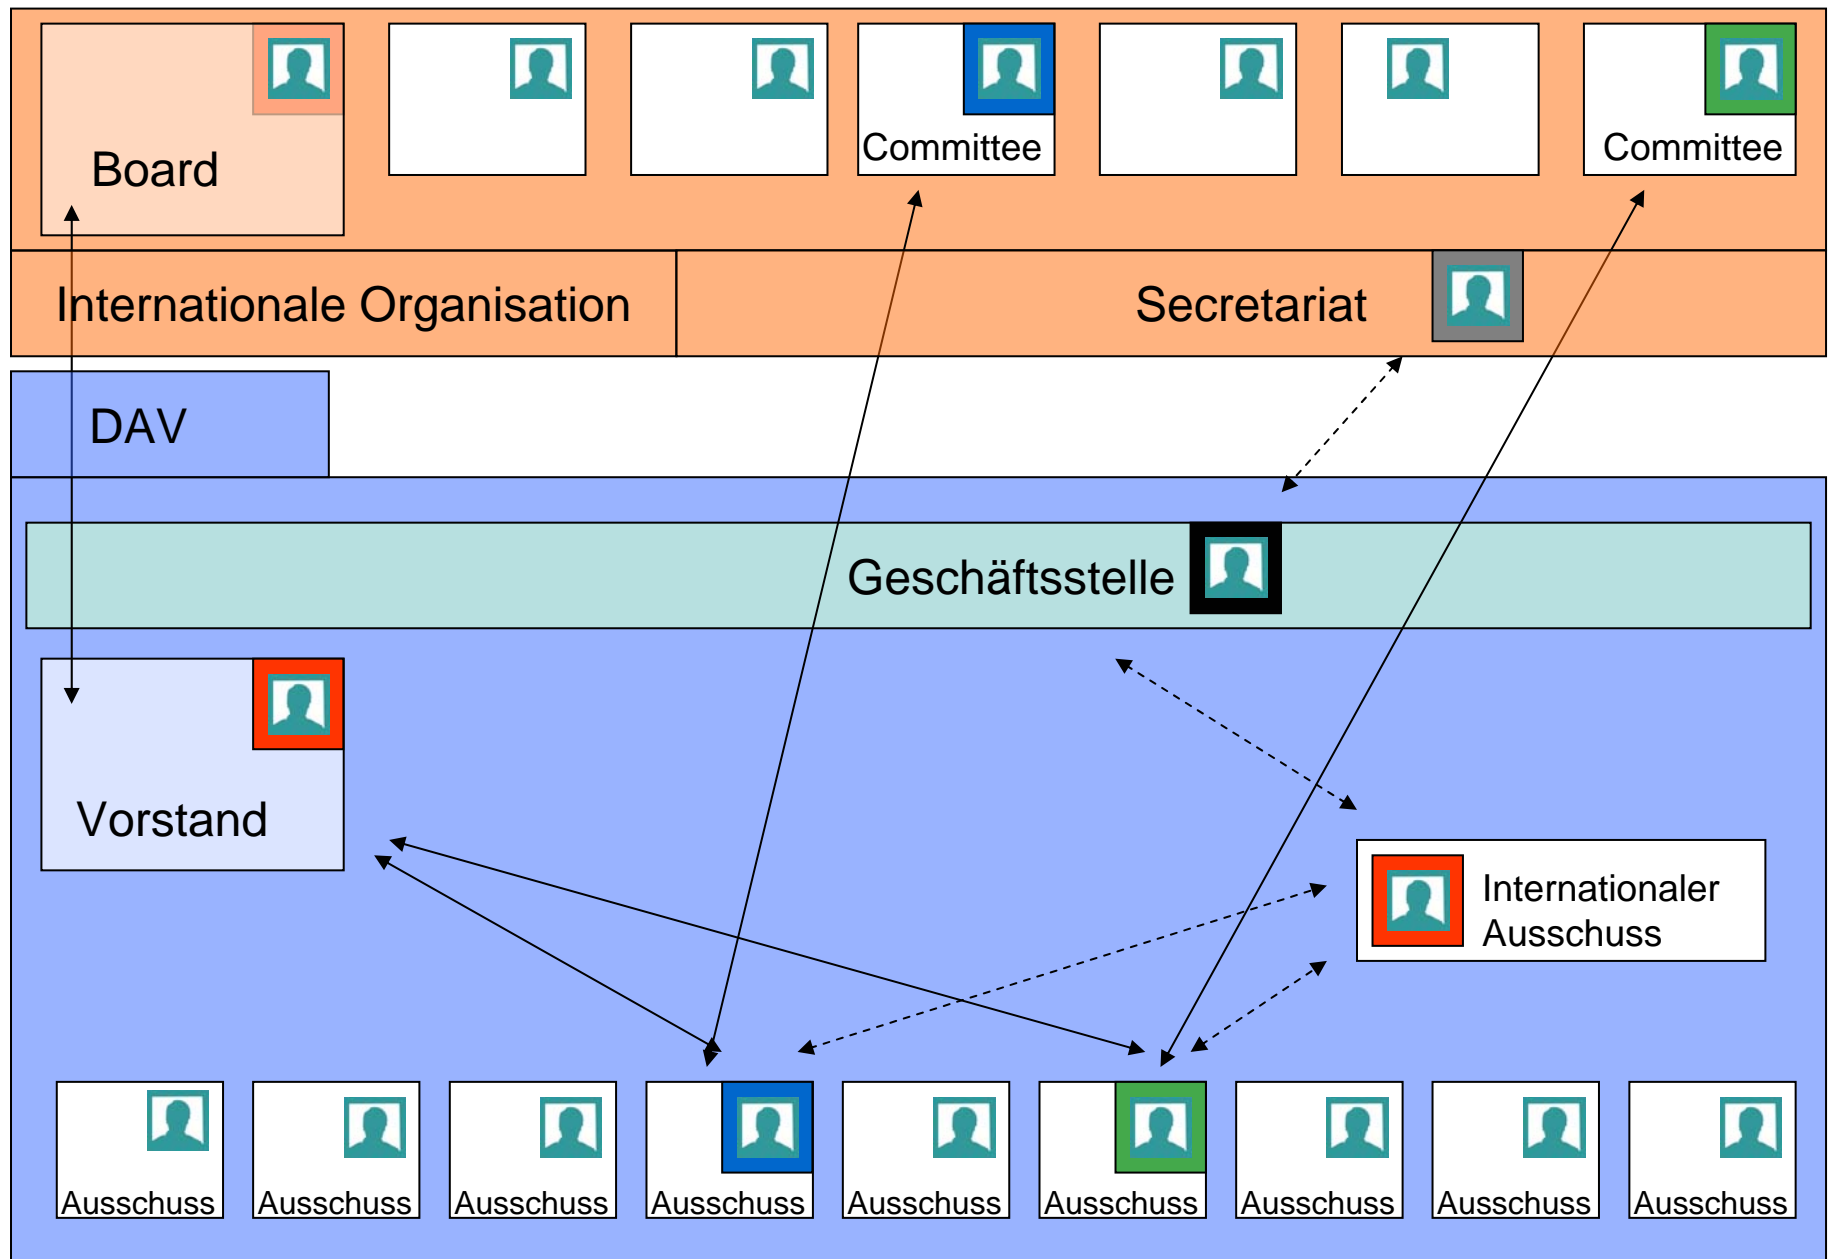 Board
Committee
Committee
Internationale Organisation
Secretariat
DAV
Geschäftsstelle
Vorstand
Internationaler
Ausschuss
Ausschuss
Ausschuss
Ausschuss
Ausschuss
Ausschuss
Ausschuss
Ausschuss
Ausschuss
Ausschuss